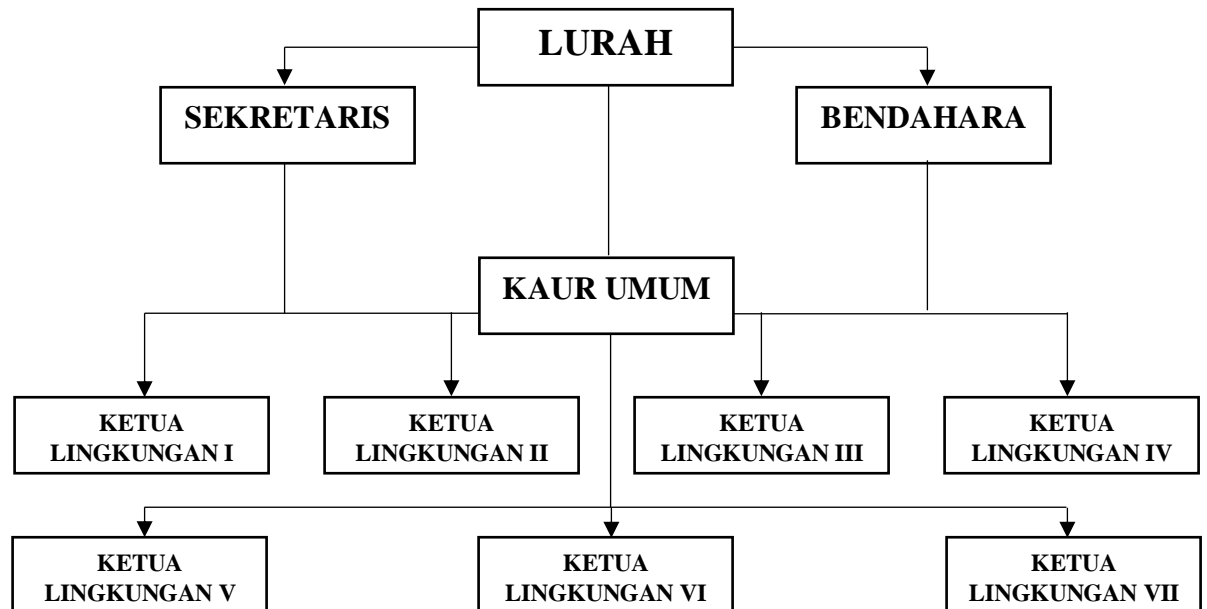 LURAH
SEKRETARIS
BENDAHARA
KAUR UMUM
KETUA
LINGKUNGAN I
KETUA
LINGKUNGAN II
KETUA
LINGKUNGAN III
KETUA
LINGKUNGAN IV
KETUA
LINGKUNGAN V
KETUA
LINGKUNGAN VI
KETUA
LINGKUNGAN VII